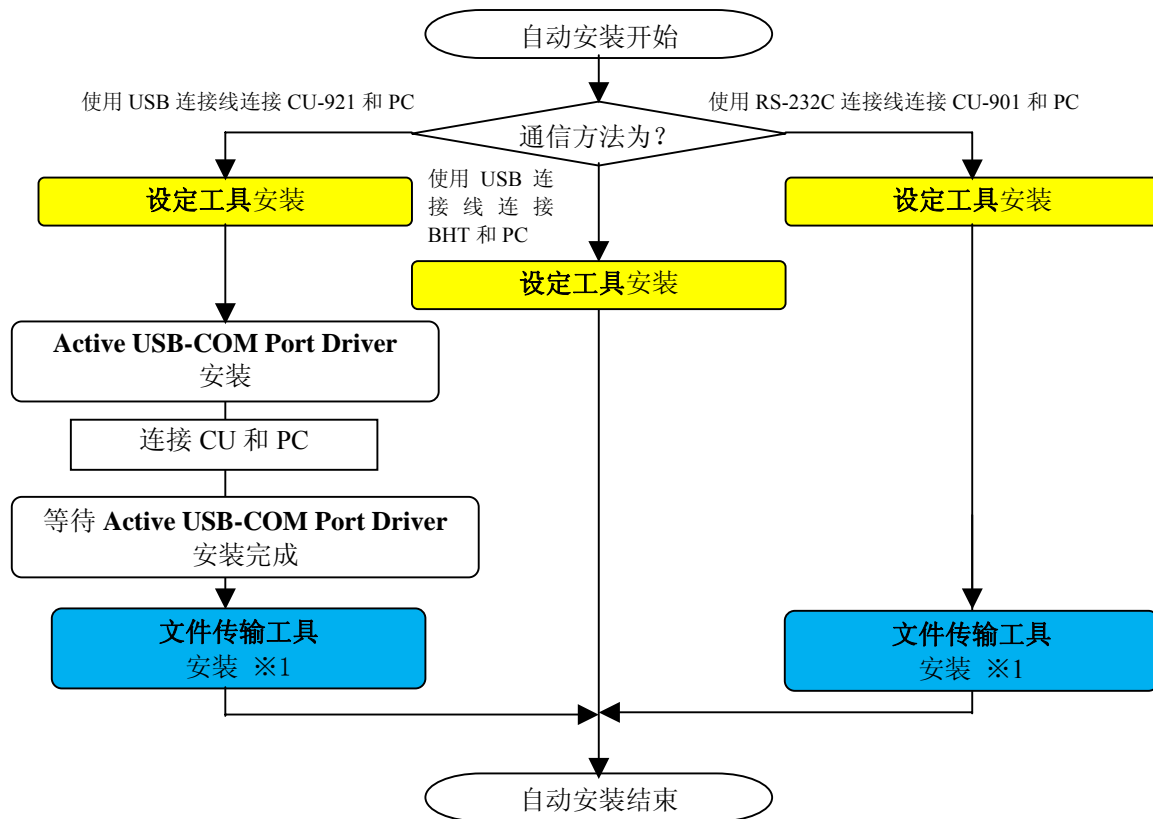 自动安装开始
使用 USB 连接线连接 CU-921 和 PC
使用 RS-232C 连接线连接 CU-901 和 PC
通信方法为?
设定工具安装
使用 USB 连
接线连接
BHT 和 PC
设定工具安装
设定工具安装
Active USB-COM Port Driver
安装
连接 CU 和 PC
等待 Active USB-COM Port Driver
安装完成
文件传输工具
安装 ※1
文件传输工具
安装 ※1
自动安装结束